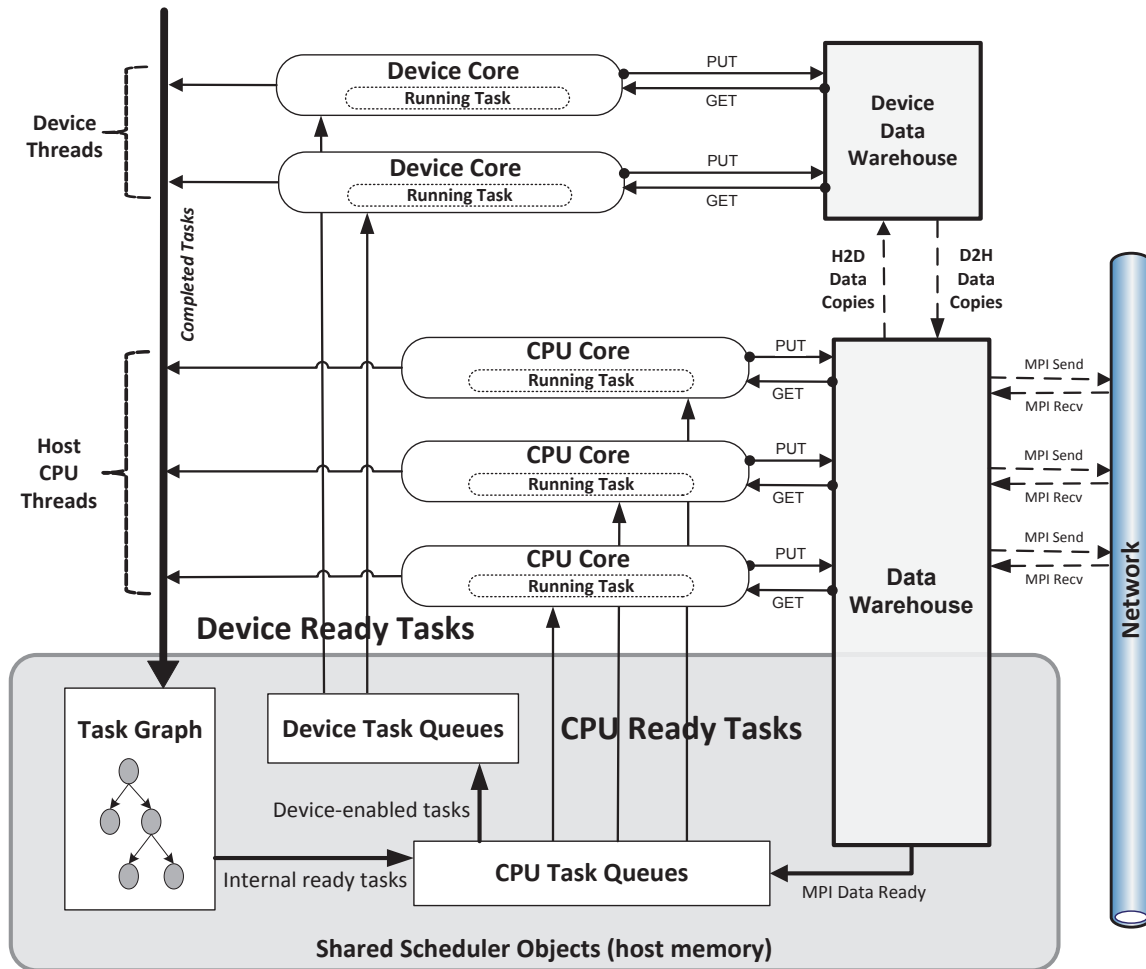 Device Core
Running Task
PUT
GET
Device
Data
Warehouse
Device
Threads
Device Core
Running Task
PUT
GET
Completed Tasks
H2D
Data
Copies
D2H
Data
Copies
CPU Core
Running Task
PUT
GET
MPI Send
MPI Recv
Host
CPU
Threads
CPU Core
Running Task
PUT
GET
MPI Send
MPI Recv
CPU Core
Running Task
PUT
GET
MPI Send
MPI Recv
Data
Warehouse
Network
Device Ready Tasks
Task Graph
Device Task Queues
CPU Ready Tasks
Device-enabled tasks
Internal ready tasks
CPU Task Queues
MPI Data Ready
Shared Scheduler Objects (host memory)